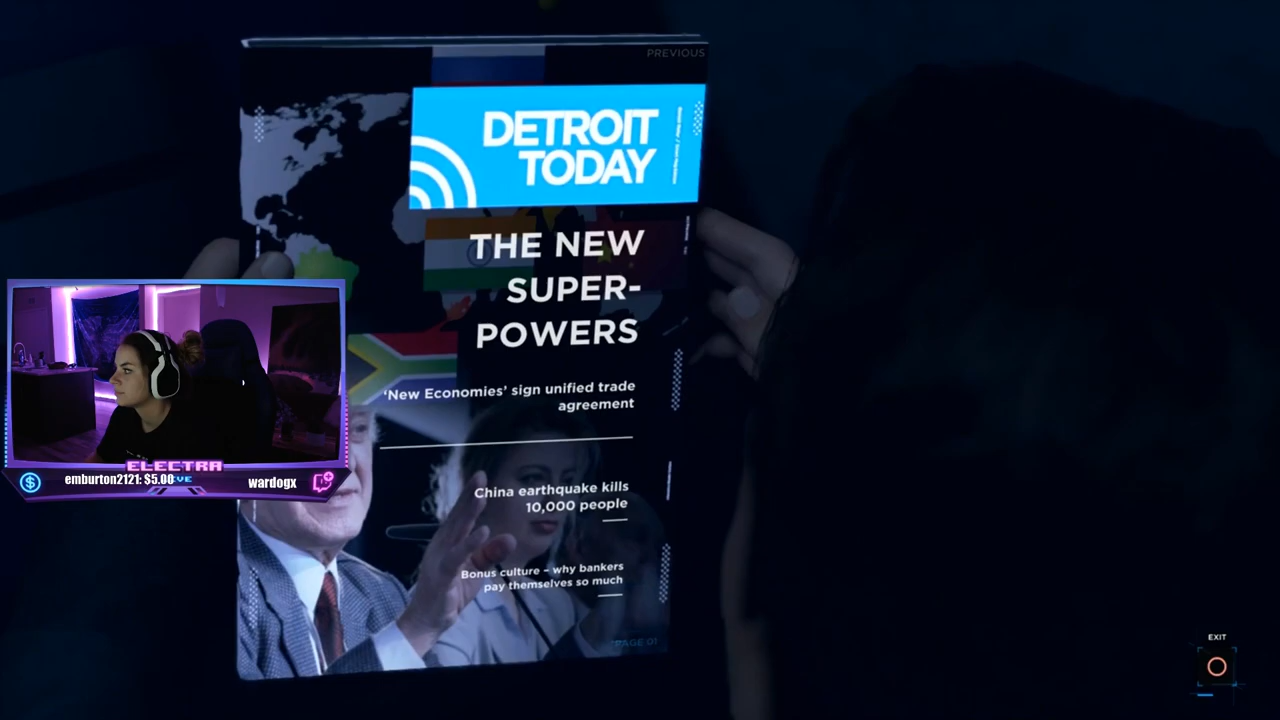 PREVIOUS
DETROIT
TODAY
THE NEW
SUPER-
POWERS
‘New Economies’ sign unified trade
agreement
China earthquake kills
10,000 people
Bonus culture – why bankers
pay themselves so much
PAGE 01
ELECTRA
emburton2121: $5.00
wardogx
EXIT